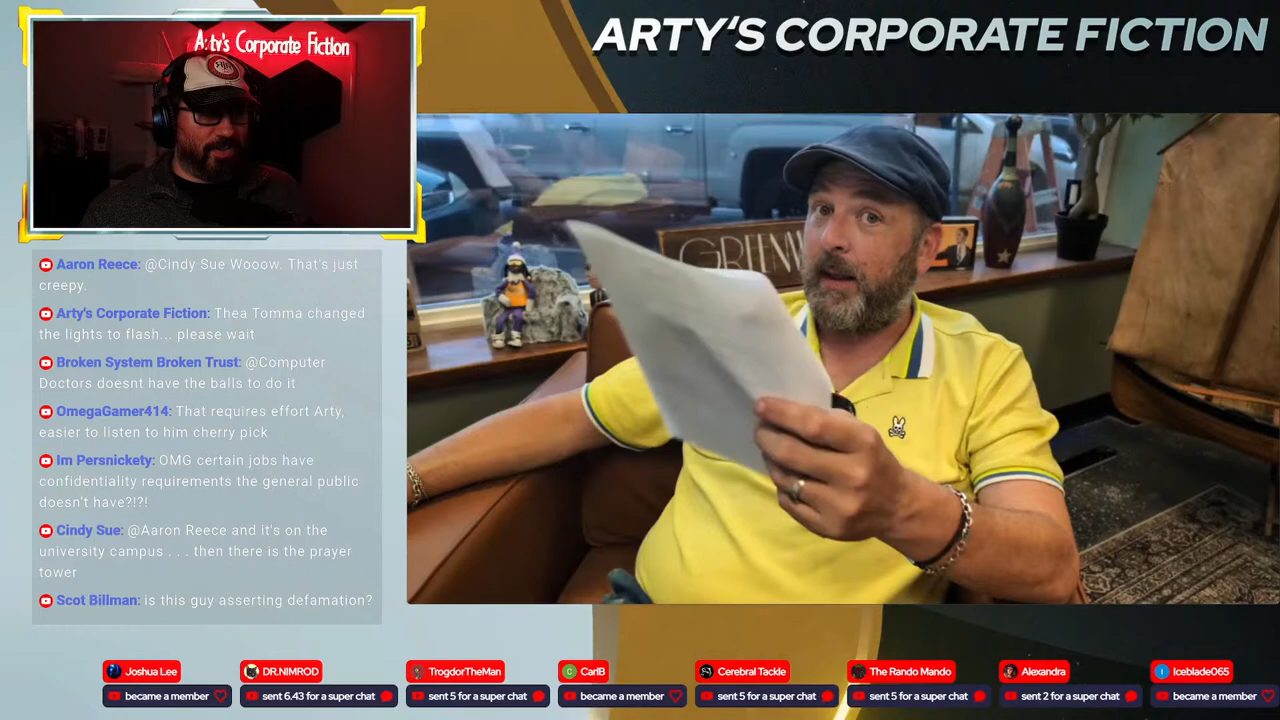 Arty's Corporate Fiction
ARTY'S CORPORATE FICTION
GREENW
Aaron Reece: @Cindy Sue Wooow. That's just
creepy.
Arty's Corporate Fiction: Thea Tomma changed
the lights to flash... please wait
Broken System Broken Trust: @Computer
Doctors doesnt have the balls to do it
OmegaGamer414: That requires effort Arty,
easier to listen to him cherry pick
Im Persnickety: OMG certain jobs have
confidentiality requirements the general public
doesn't have?!?!
Cindy Sue: @Aaron Reece and it's on the
university campus . . . then there is the prayer
tower
Scot Billman: is this guy asserting defamation?
Joshua Lee
became a member
DR.NIMROD
sent 6.43 for a super chat
TrogdorTheMan
sent 5 for a super chat
C CarlB
became a member
Cerebral Tackle
sent 5 for a super chat
The Rando Mando
sent 5 for a super chat
Alexandra
sent 2 for a super chat
i Iceblade065
became a member